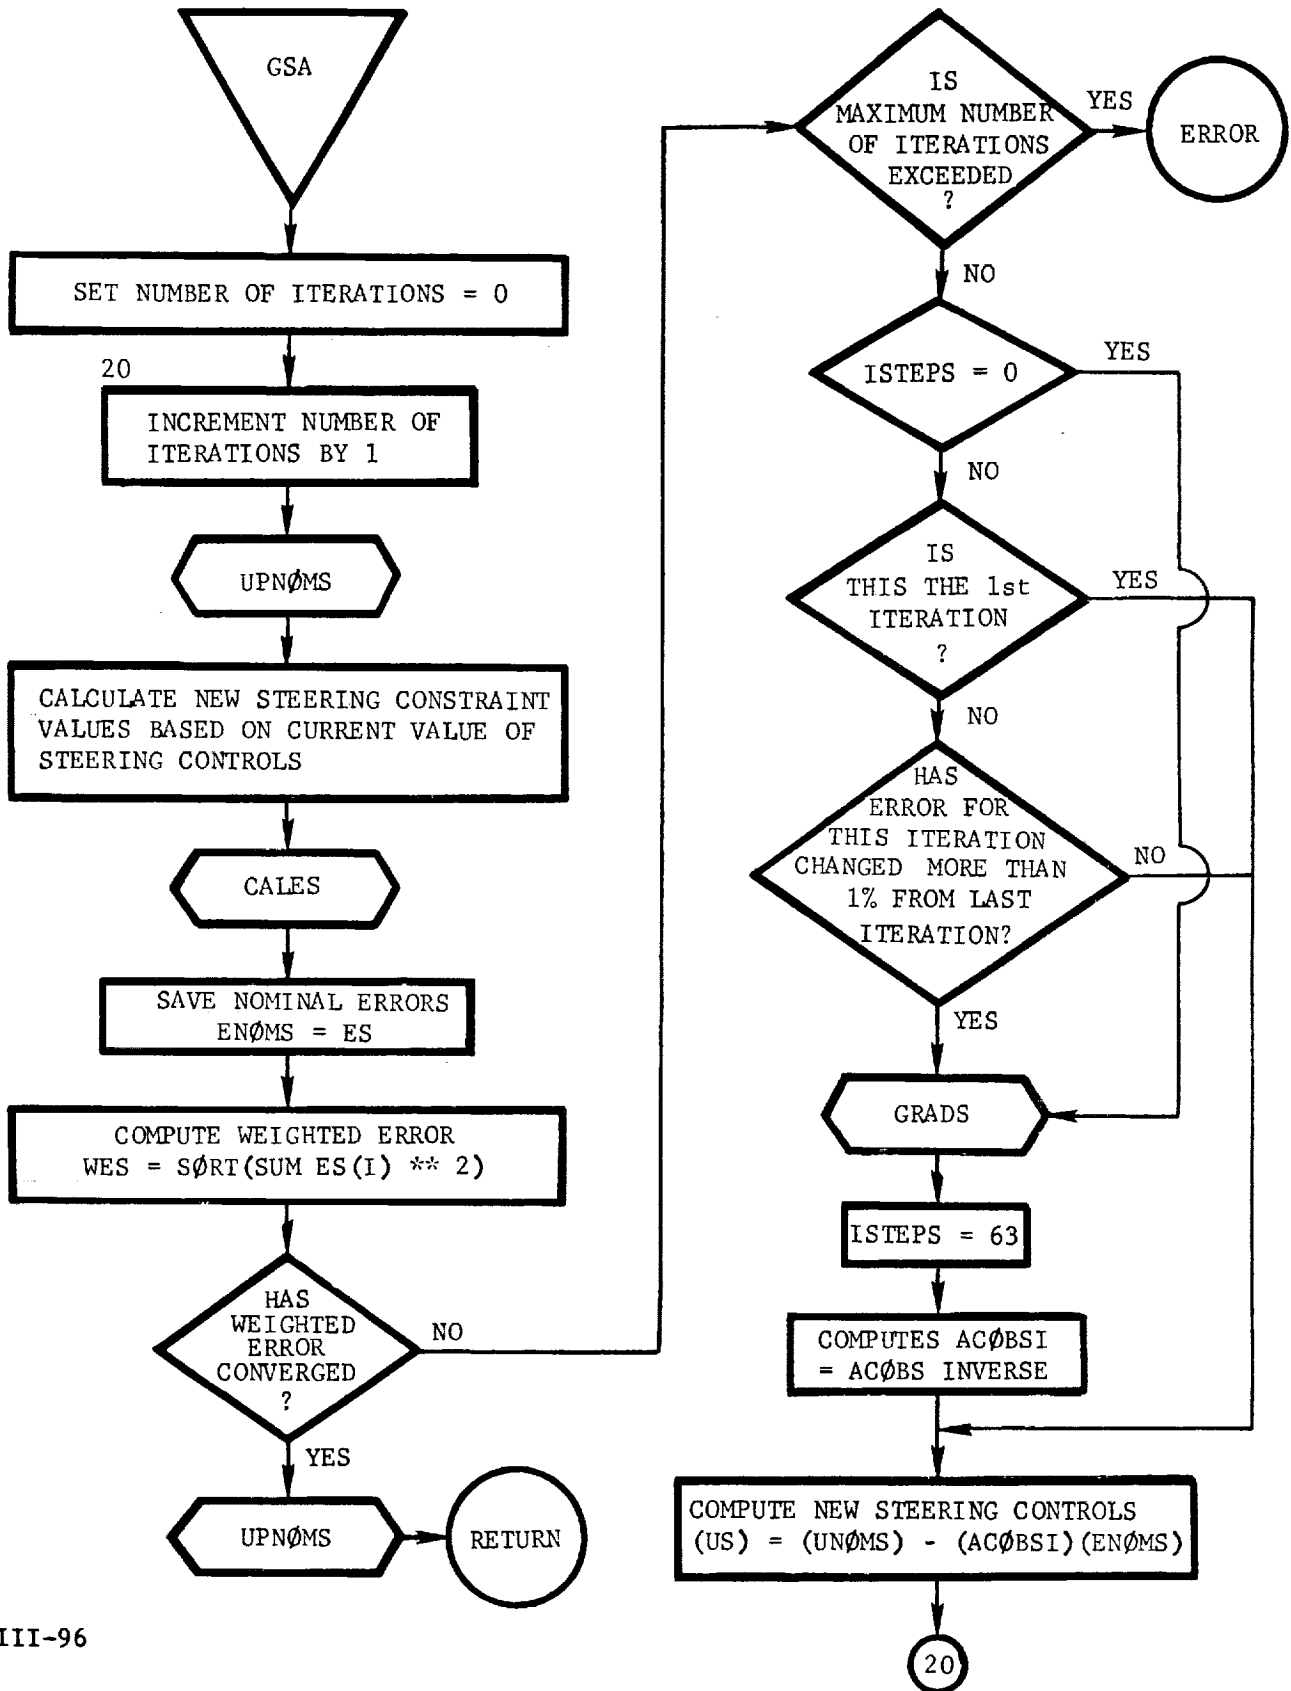 GSA
SET NUMBER OF ITERATIONS = 0
20
INCREMENT NUMBER OF
ITERATIONS BY 1
UPNØMS
CALCULATE NEW STEERING CONSTRAINT
VALUES BASED ON CURRENT VALUE OF
STEERING CONTROLS
CALES
SAVE NOMINAL ERRORS
ENØMS = ES
COMPUTE WEIGHTED ERROR
WES = SØRT(SUM ES(I) ** 2)
HAS
WEIGHTED
ERROR
CONVERGED
?
NO
YES
UPNØMS
RETURN
IS
MAXIMUM NUMBER
OF ITERATIONS
EXCEEDED
?
YES
ERROR
NO
ISTEPS = 0
YES
NO
IS
THIS THE 1st
ITERATION
?
YES
NO
HAS
ERROR FOR
THIS ITERATION
CHANGED MORE THAN
1% FROM LAST
ITERATION?
NO
YES
GRADS
ISTEPS = 63
COMPUTES ACØBSI
= ACØBS INVERSE
COMPUTE NEW STEERING CONTROLS
(US) = (UNØMS) - (ACØBSI)(ENØMS)
20
III-96